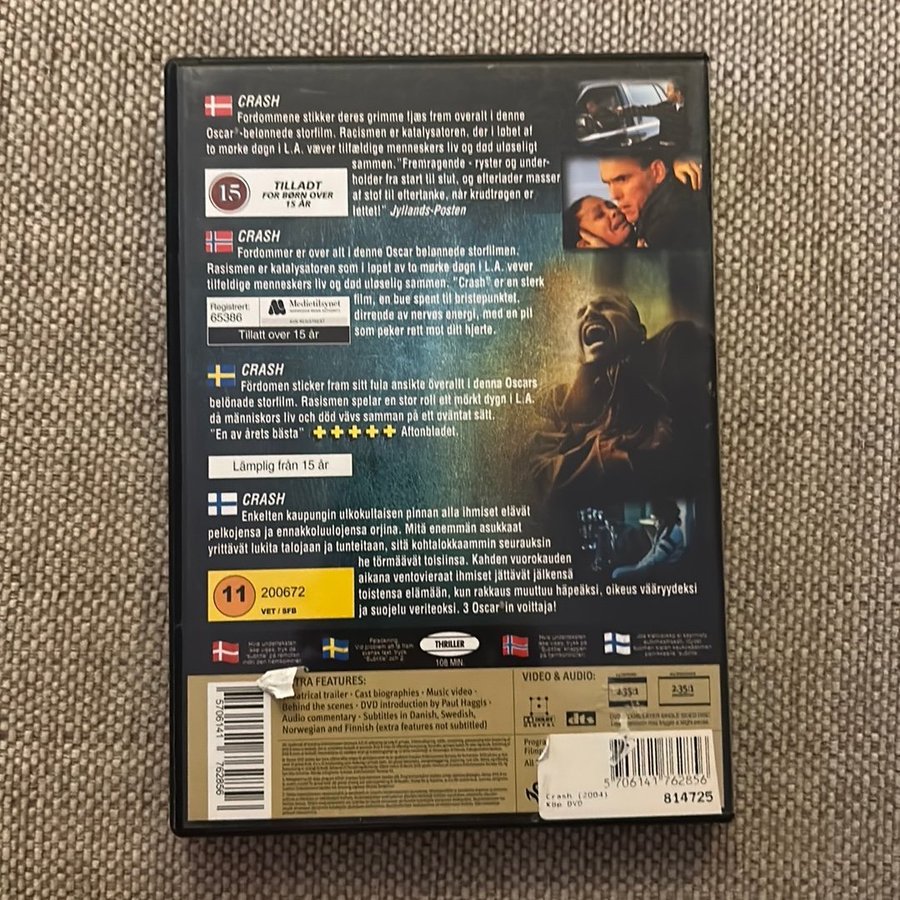 CRASH
Fordommene stikker deres grimme fjæs frem overalt i denne
Oscar®-belønnede storfilm. Racismen er katalysatoren, der i løbet af
to mørke døgn i L.A. væver tilfældige menneskers liv og død uløseligt
sammen. "Fremragende - ryster og under-
holder fra start til slut, og efterlader masser
af stof til eftertanke, når krudtrøgen er
lettet!" Jyllands-Posten
15
TILLADT
FOR BØRN OVER
15 ÅR
CRASH
Fordommer er over alt i denne Oscar belønnede storfilmen.
Rasismen er katalysatoren som i løpet av to mørke døgn i L.A. vever
tilfeldige menneskers liv og død uløselig sammen. "Crash" er en sterk
film, en bue spent til bristepunktet,
dirrende av nervøs energi, med en pil
som peker rett mot ditt hjerte.
Registrert:
65386
Medietilsynet
Tillatt over 15 år
CRASH
Fördomen sticker fram sitt fula ansikte överallt i denna Oscars
belönade storfilm. Rasismen spelar en stor roll ett mörkt dygn i L.A.
då människors liv och död vävs samman på ett oväntat sätt.
"En av årets bästa" Aftonbladet.
Lämplig från 15 år
CRASH
Enkelten kaupungin ulkokultaisen pinnan alla ihmiset elävät
pelkojensa ja ennakkoluulojensa orjina. Mitä enemmän asukkaat
yrittävät lukita talojaan ja tunteitaan, sitä kohtalokkaammin seurauksin
he törmäävät toisiinsa. Kahden vuorokauden
aikana ventovieraat ihmiset jättävät jälkensä
toistensa elämään, kun rakkaus muuttuu häpeäksi, oikeus vääryydeksi
ja suojelu veriteoksi. 3 Oscar®in voittaja!
11
200672
VET / SFB
THRILLER
108 MIN.
EXTRA FEATURES:
Theatrical trailer · Cast biographies · Music video ·
Behind the scenes · DVD introduction by Paul Haggis ·
Audio commentary · Subtitles in Danish, Swedish,
Norwegian and Finnish (extra features not subtitled)
VIDEO & AUDIO:
DOLBY
DIGITAL
dts
2.35:1
2.35:1
5706141 762856
5 706141 762856
Crash (2004)
Köp DVD
814725